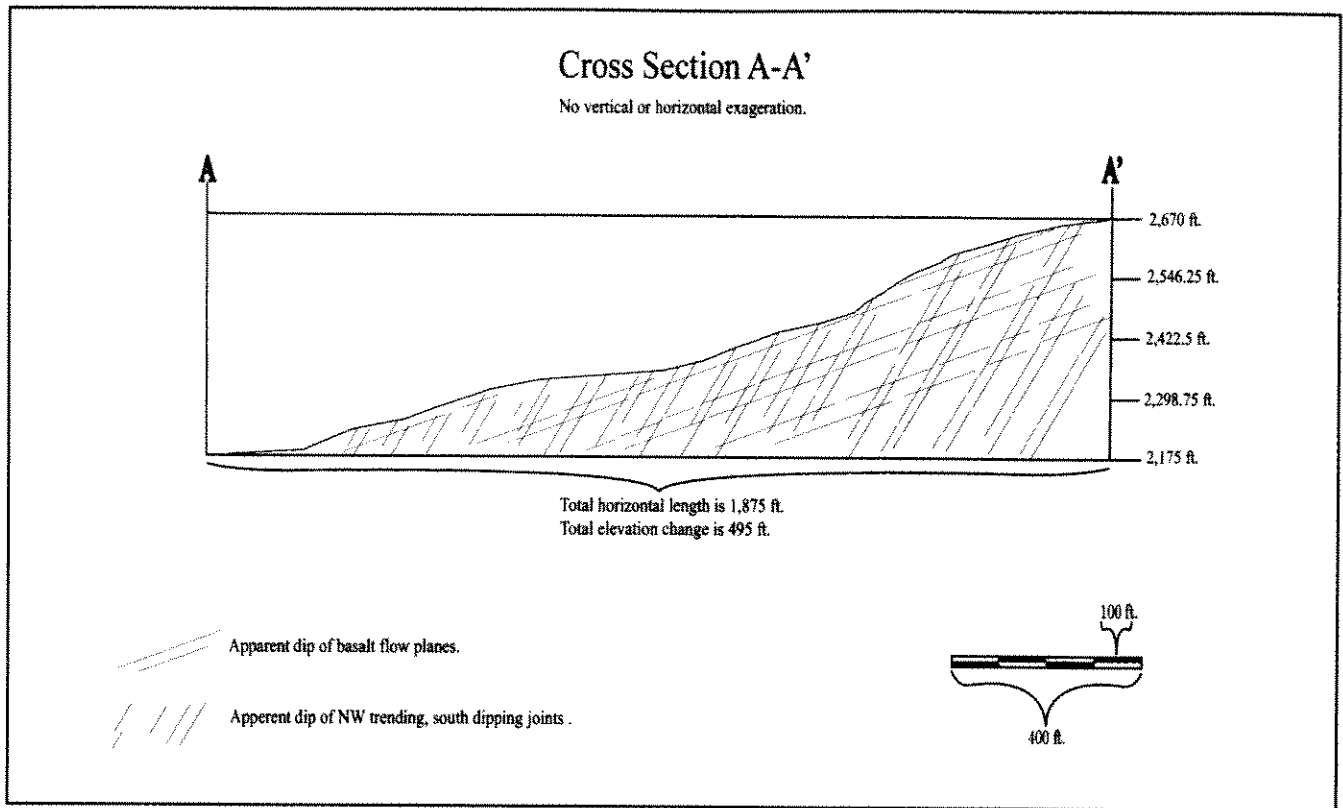 Cross Section A-A'
No vertical or horizontal exageration.
A
A'
2,670 ft.
2,546.25 ft.
2,422.5 ft.
2,298.75 ft.
2,175 ft.
Total horizontal length is 1,875 ft.
Total elevation change is 495 ft.
100 ft.
Apparent dip of basalt flow planes.
Apperent dip of NW trending, south dipping joints .
400 ft.